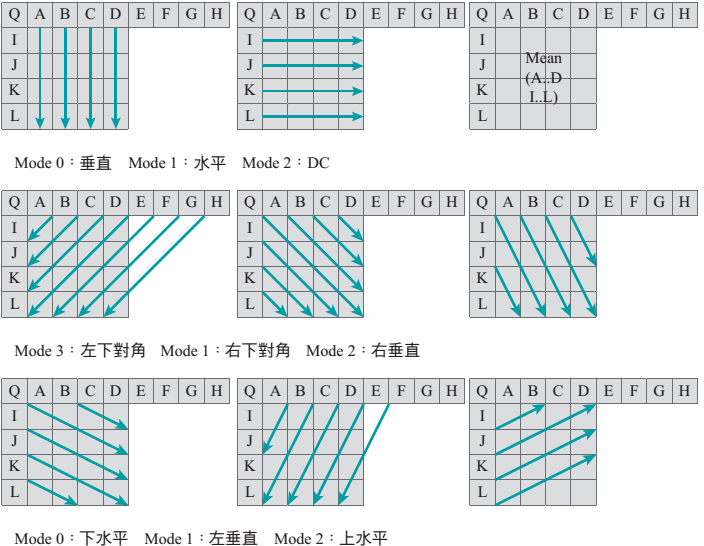 Q A B C D E F G H
I
J
K
L
Q A B C D E F G H
I
J
K
L
Q A B C D E F G H
I
J
K
L
Mean
(A..D
I..L)
Mode 0：垂直 Mode 1：水平 Mode 2：DC
Q A B C D E F G H
I
J
K
L
Q A B C D E F G H
I
J
K
L
Q A B C D E F G H
I
J
K
L
Mode 3：左下對角 Mode 1：右下對角 Mode 2：右垂直
Q A B C D E F G H
I
J
K
L
Q A B C D E F G H
I
J
K
L
Q A B C D E F G H
I
J
K
L
Mode 0：下水平 Mode 1：左垂直 Mode 2：上水平